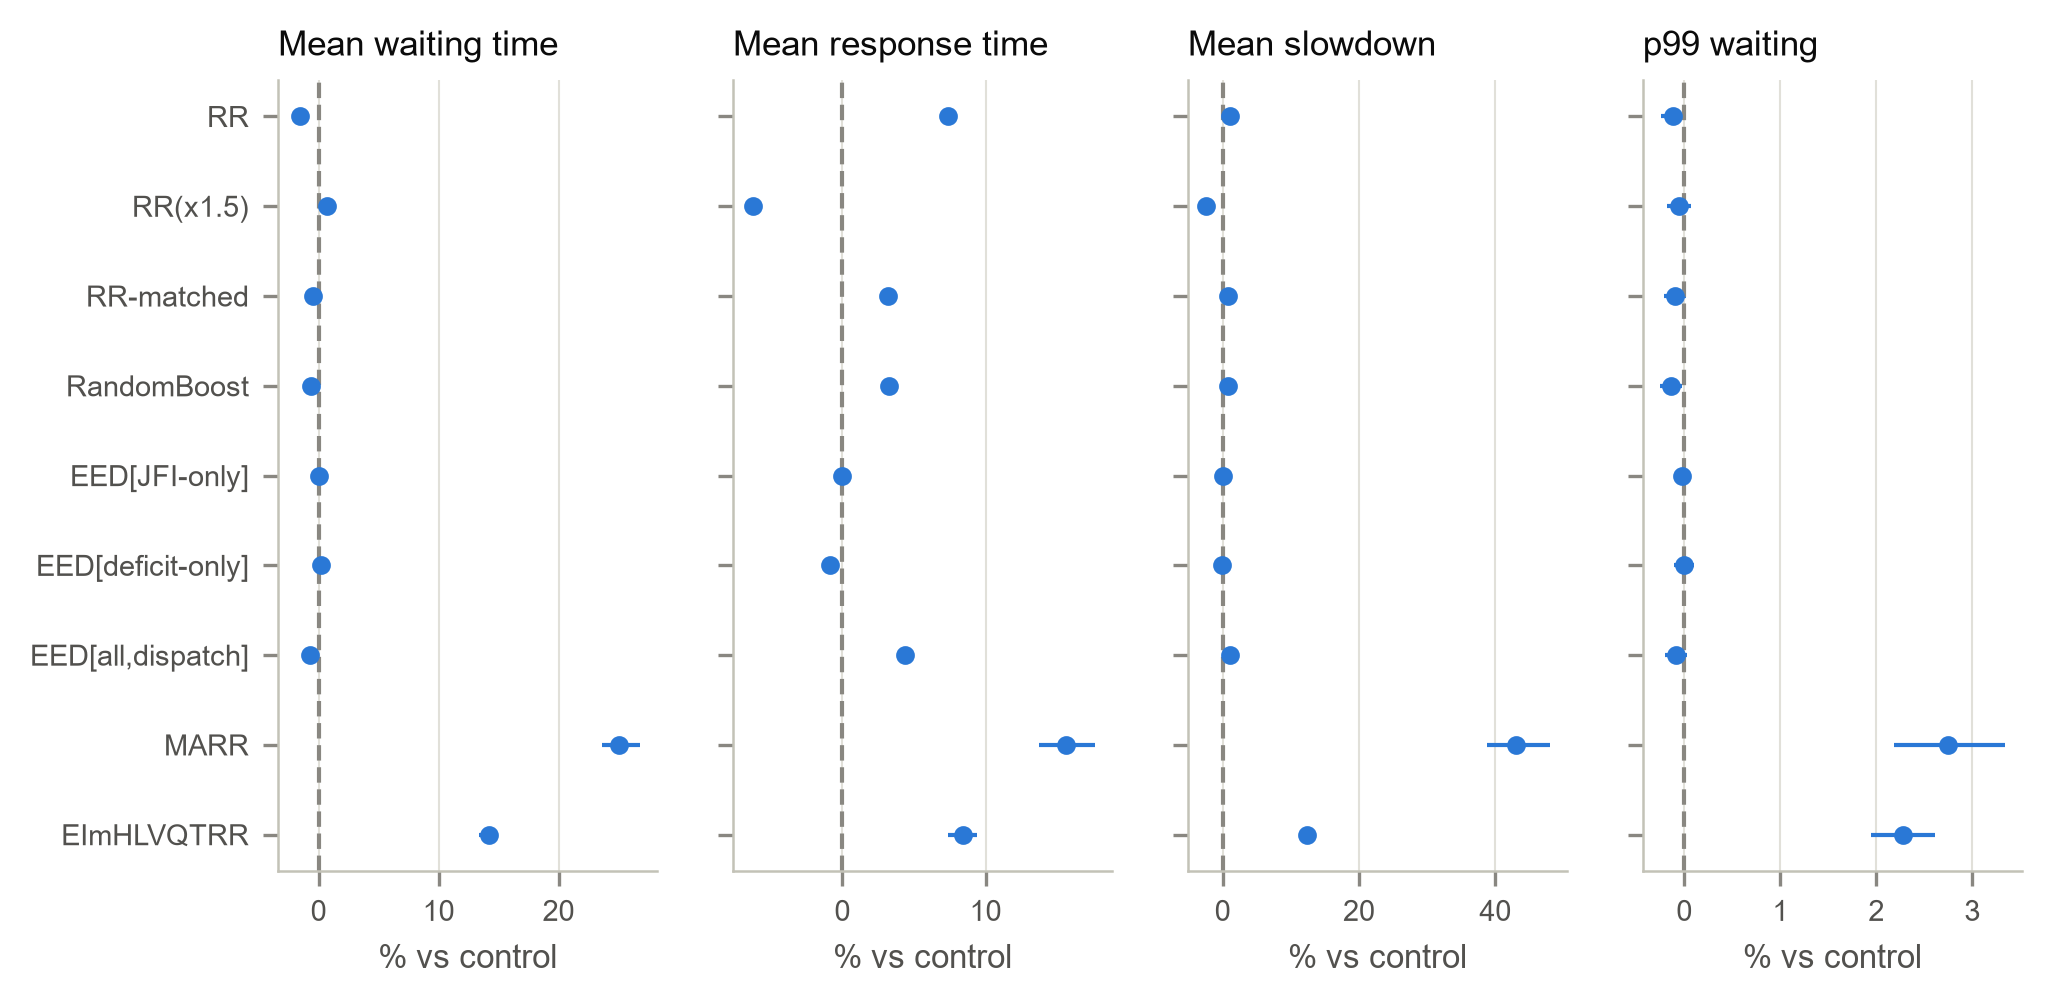 Mean waiting time
Mean response time
Mean slowdown
p99 waiting
RR
RR(x1.5)
RR-matched
RandomBoost
EED[JFI-only]
EED[deficit-only]
EED[all,dispatch]
MARR
EImHLVQTRR
0 10 20
0 10
0 20 40
0 1 2 3
% vs control
% vs control
% vs control
% vs control